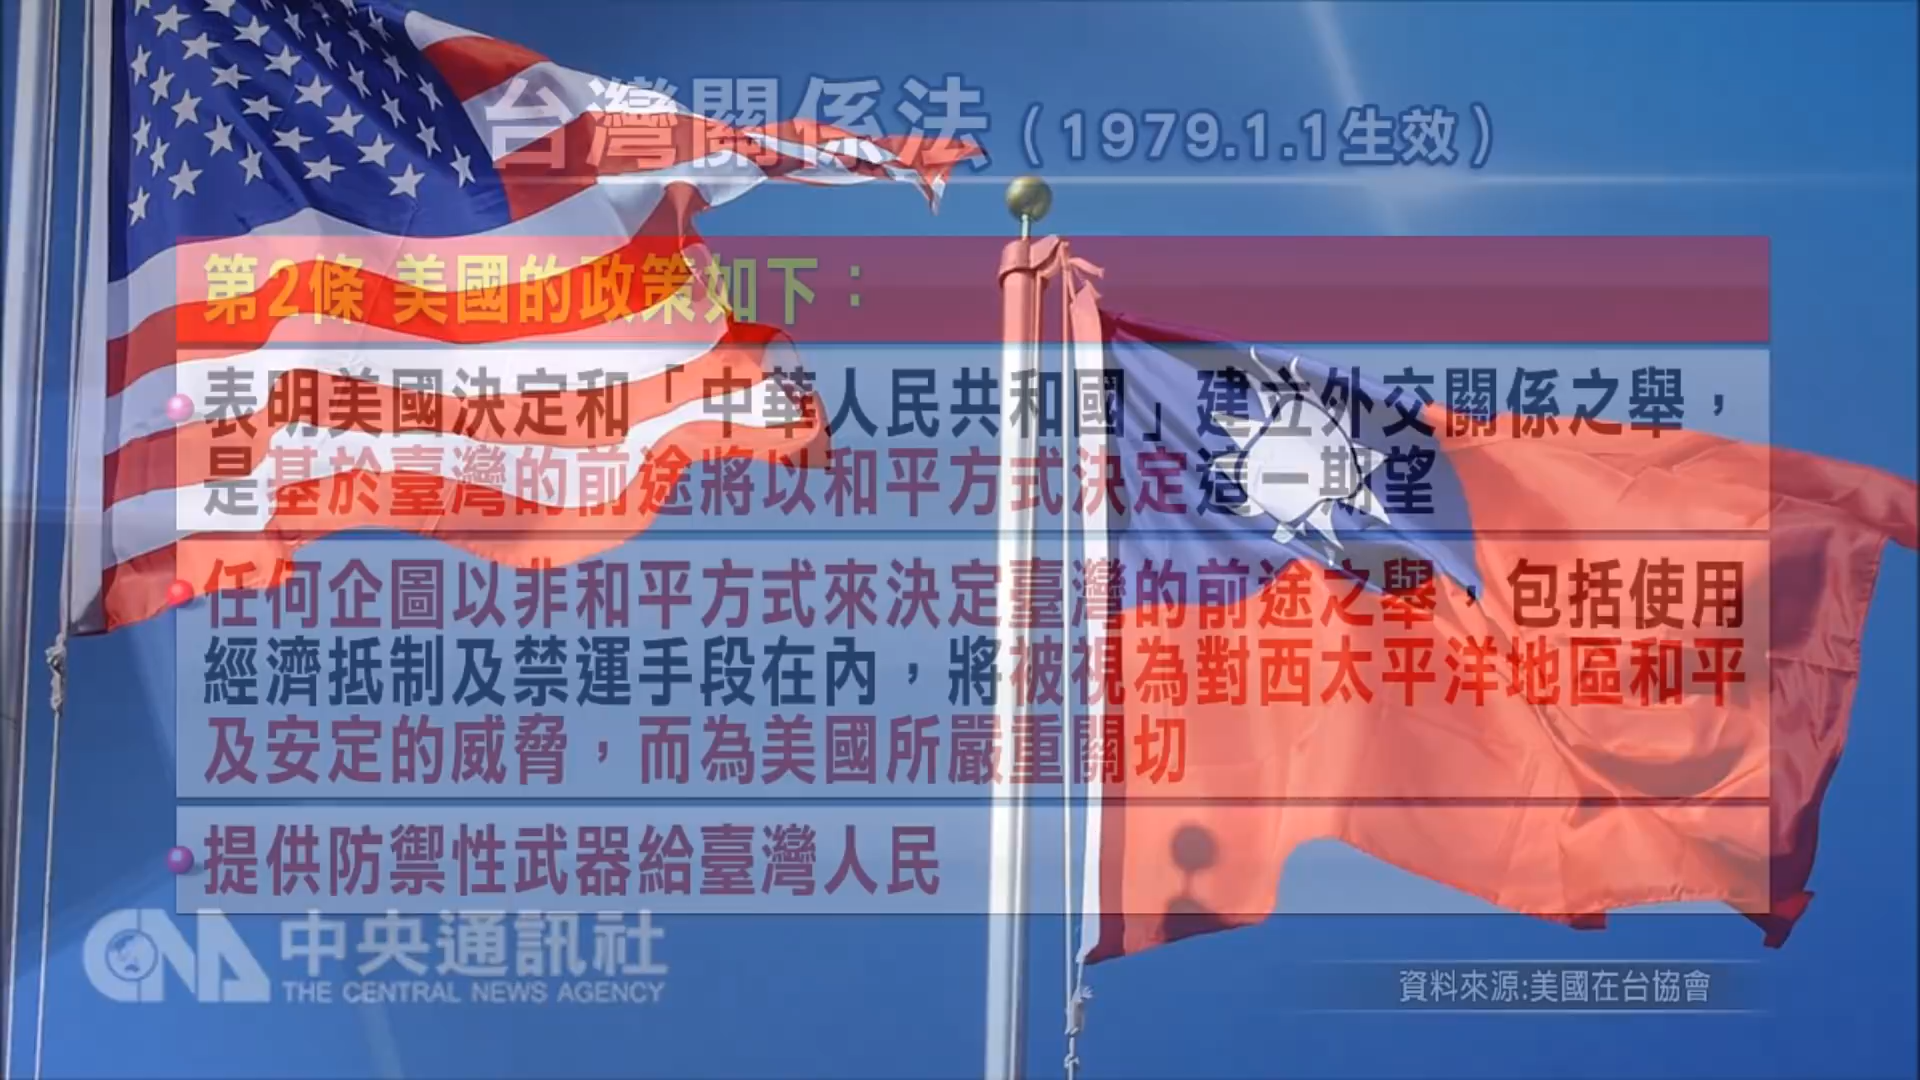 台灣關係法（1979.1.1生效）
第2條 美國的政策如下：
表明美國決定和「中華人民共和國」建立外交關係之舉，
是基於臺灣的前途將以和平方式決定這一期望
任何企圖以非和平方式來決定臺灣的前途之舉，包括使用
經濟抵制及禁運手段在內，將被視為對西太平洋地區和平
及安定的威脅，而為美國所嚴重關切
提供防禦性武器給臺灣人民
CNA 中央通訊社
THE CENTRAL NEWS AGENCY
資料來源:美國在台協會